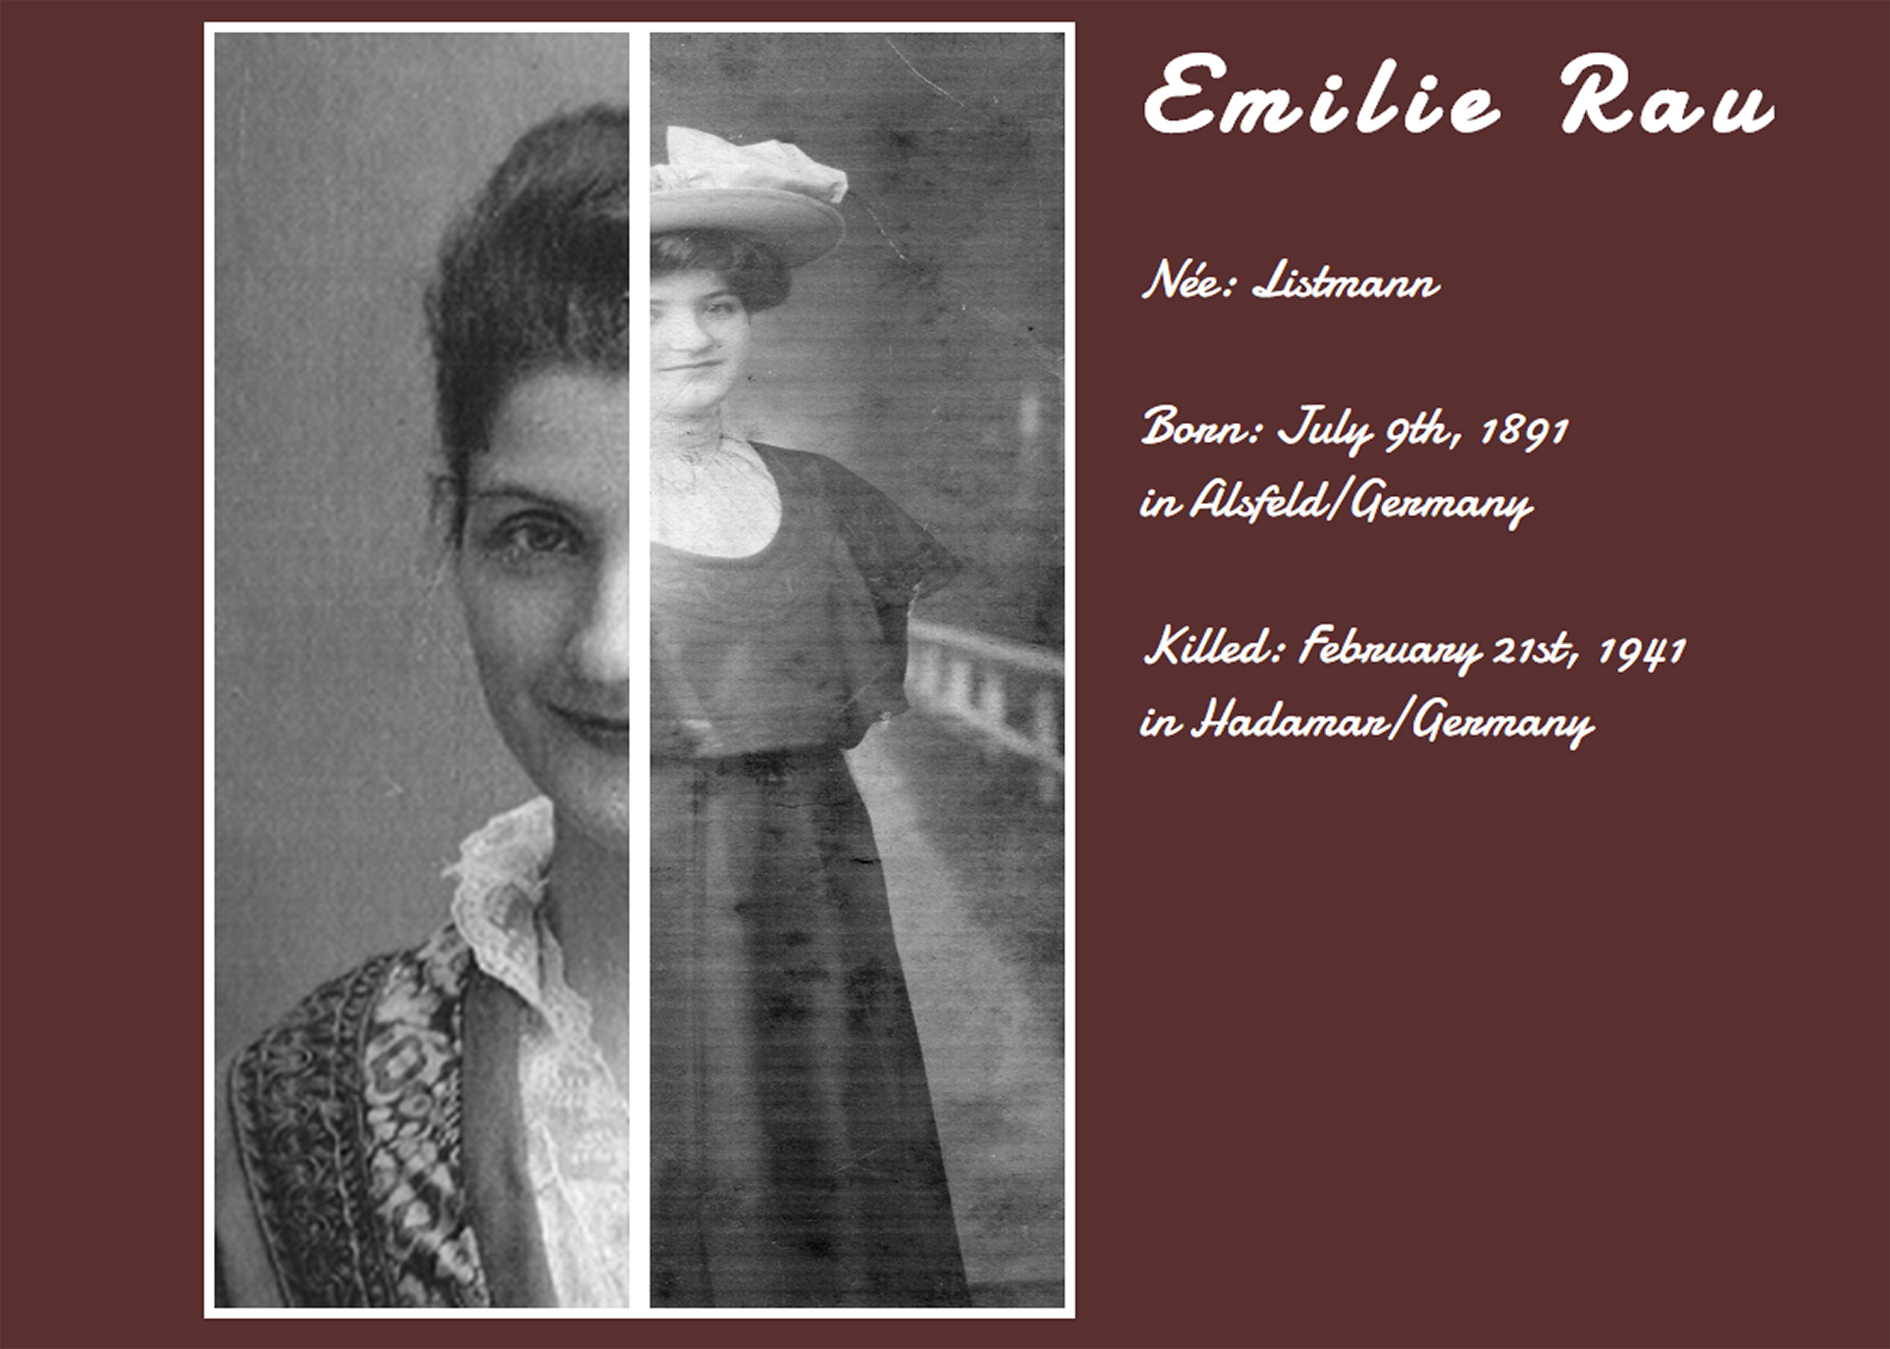 Emilie Rau
Née: Listmann
Born: July 9th, 1891
in Alsfeld/Germany
Killed: February 21st, 1941
in Hadamar/Germany